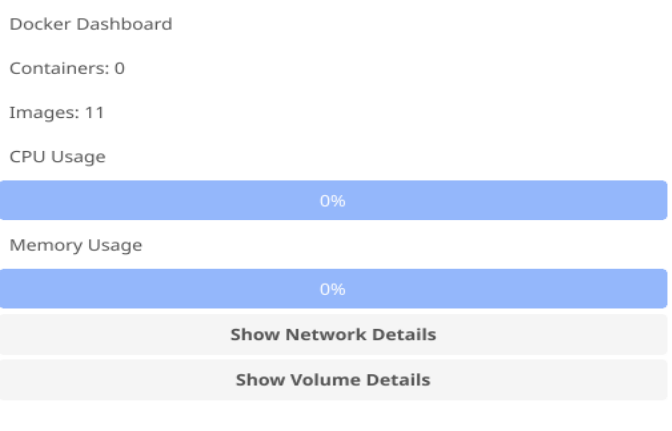 Docker Dashboard
Containers: 0
Images: 11
CPU Usage
0%
Memory Usage
0%
Show Network Details
Show Volume Details